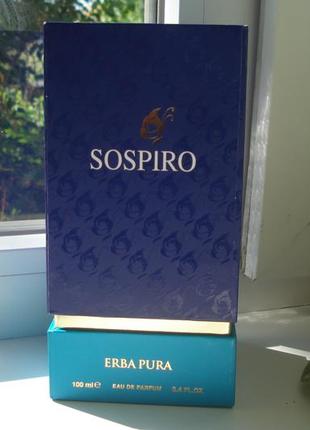 SOSPIRO
ERBA PURA
100 ml e EAU DE PARFUM 3.4 FL.OZ